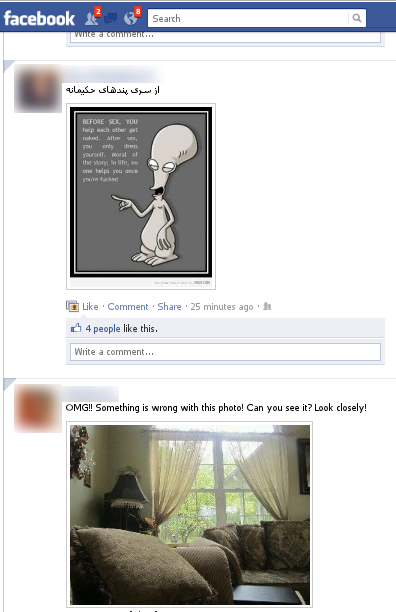 facebook 2 8 Search
Write a comment...
از سری پندهای حکیمانه
BEFORE SEX, YOU
help each other get
naked. After sex,
you only dress
yourself. Moral of
the story; in life, no
one helps you once
you're fucked
Like · Comment · Share · 25 minutes ago ·
4 people like this.
Write a comment...
OMG!! Something is wrong with this photo! Can you see it? Look closely!